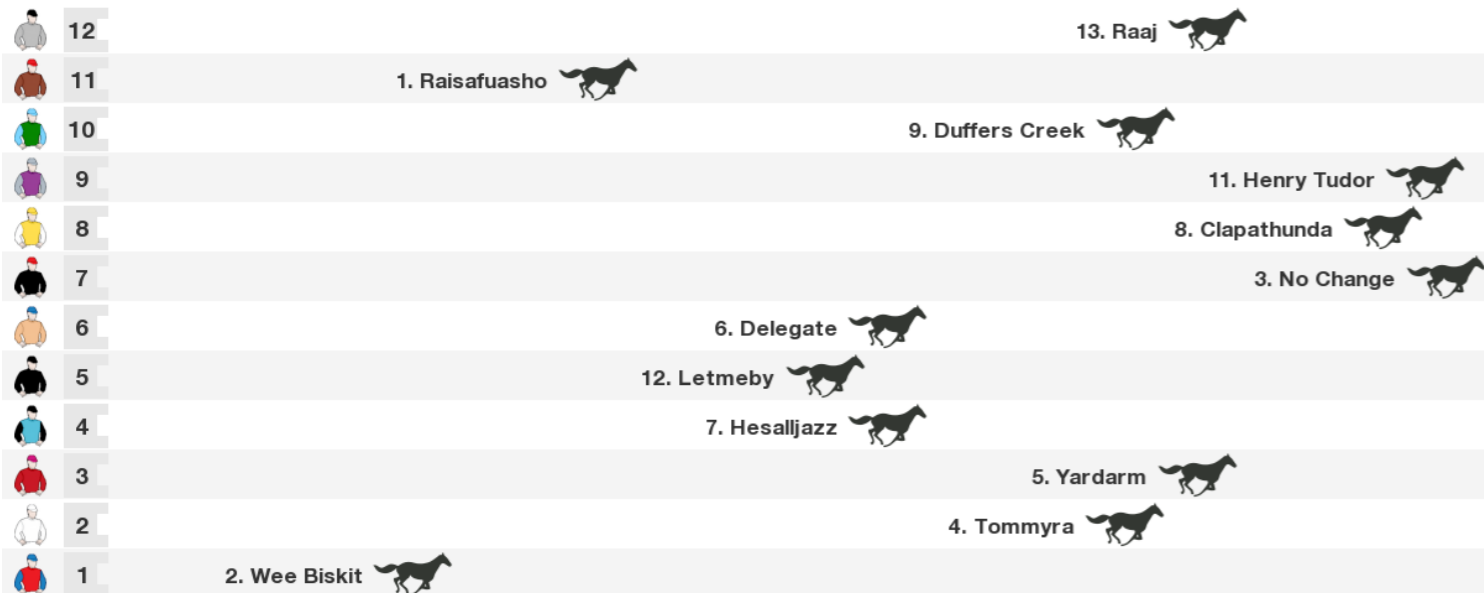 12 13. Raaj
11 1. Raisafuasho
10 9. Duffers Creek
9 11. Henry Tudor
8 8. Clapathunda
7 3. No Change
6 6. Delegate
5 12. Letmeby
4 7. Hesalljazz
3 5. Yardarm
2 4. Tommyra
1 2. Wee Biskit